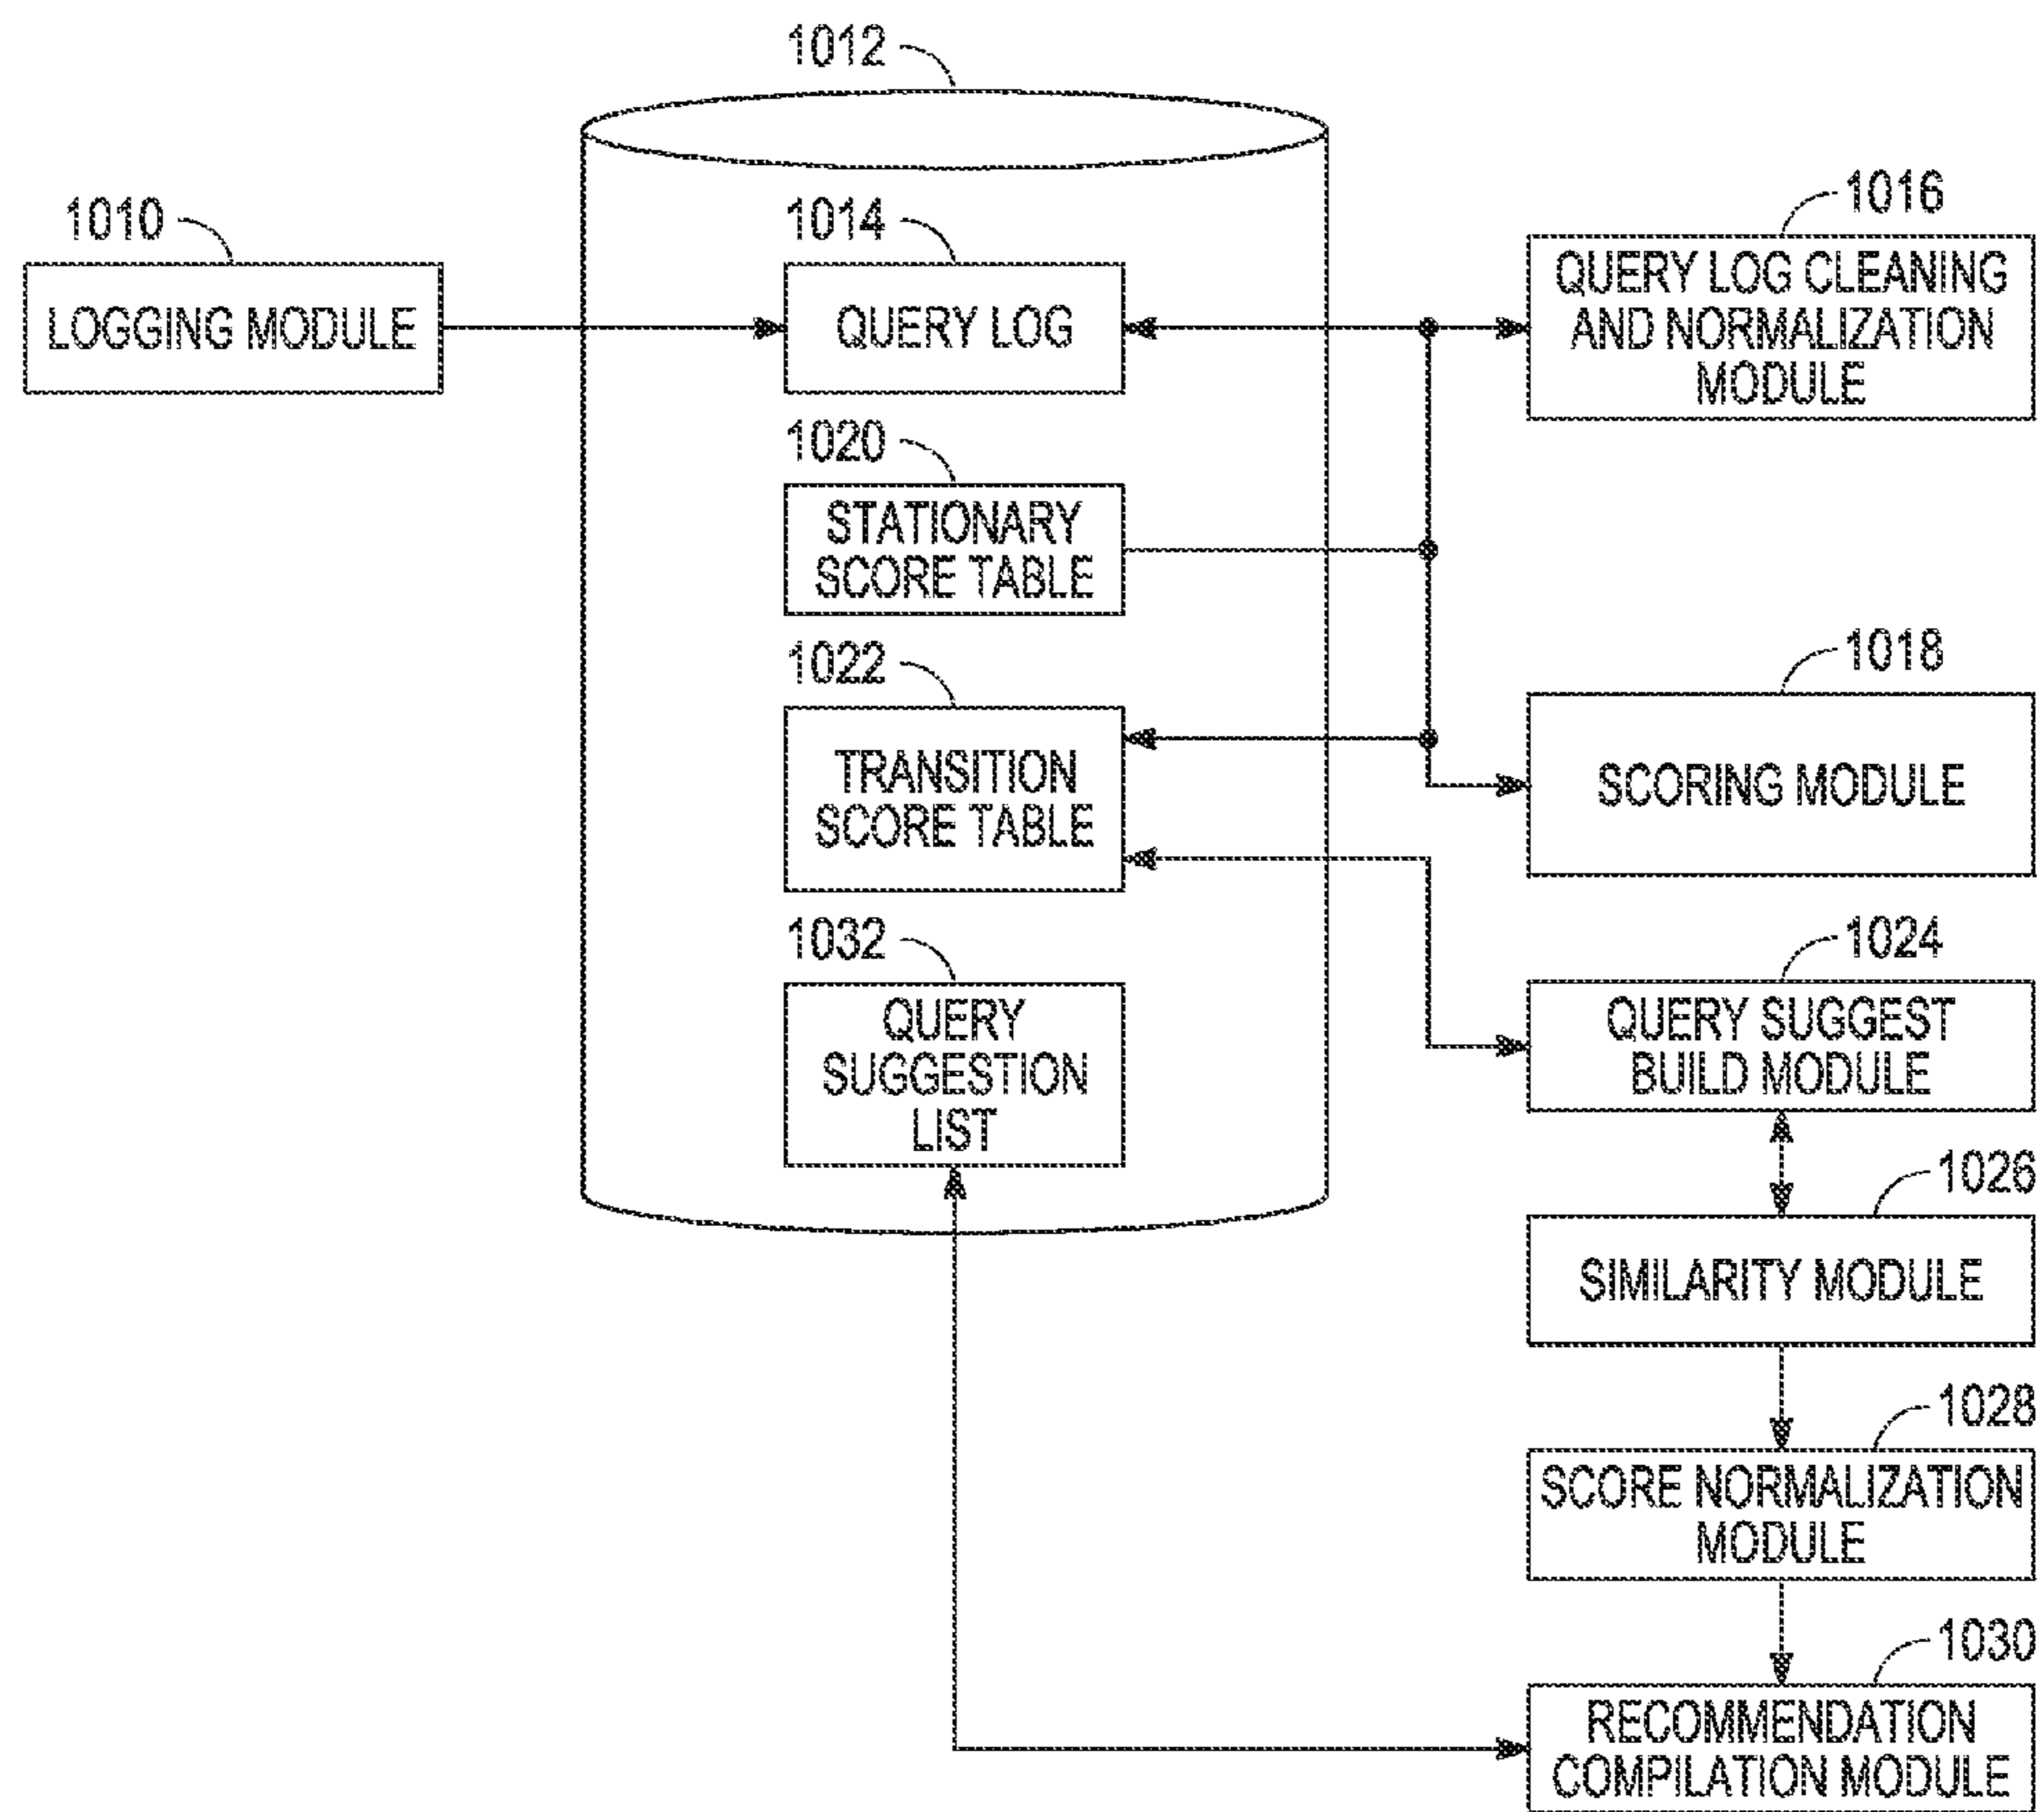 1012
1010
LOGGING MODULE
1014
QUERY LOG
1016
QUERY LOG CLEANING
AND NORMALIZATION
MODULE
1020
STATIONARY
SCORE TABLE
1022
TRANSITION
SCORE TABLE
1018
SCORING MODULE
1032
QUERY
SUGGESTION
LIST
1024
QUERY SUGGEST
BUILD MODULE
1026
SIMILARITY MODULE
1028
SCORE NORMALIZATION
MODULE
1030
RECOMMENDATION
COMPILATION MODULE